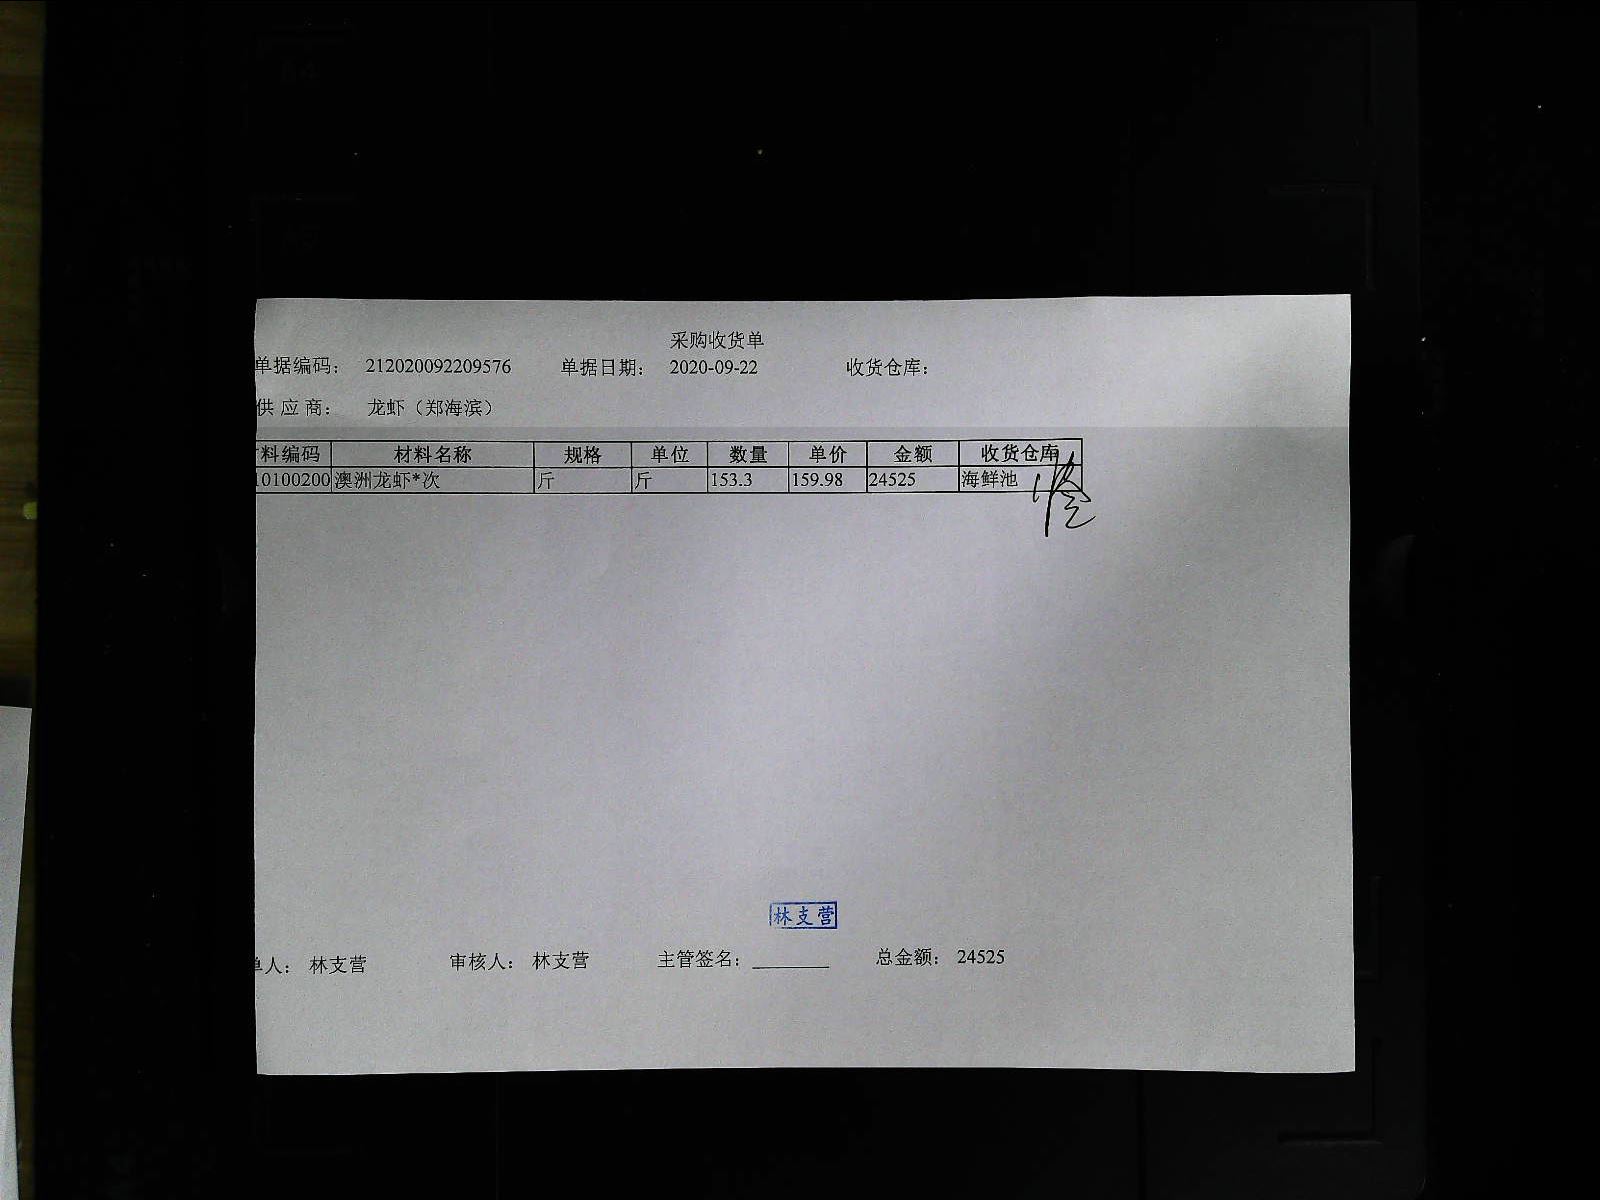 采购收货单
单据编码： 212020092209576 单据日期： 2020-09-22 收货仓库：
供 应 商： 龙虾（郑海滨）
料编码 材料名称 规格 单位 数量 单价 金额 收货仓库
10100200 澳洲龙虾*次 斤 斤 153.3 159.98 24525 海鲜池
林支营
单人： 林支营 审核人： 林支营 主管签名： 总金额： 24525